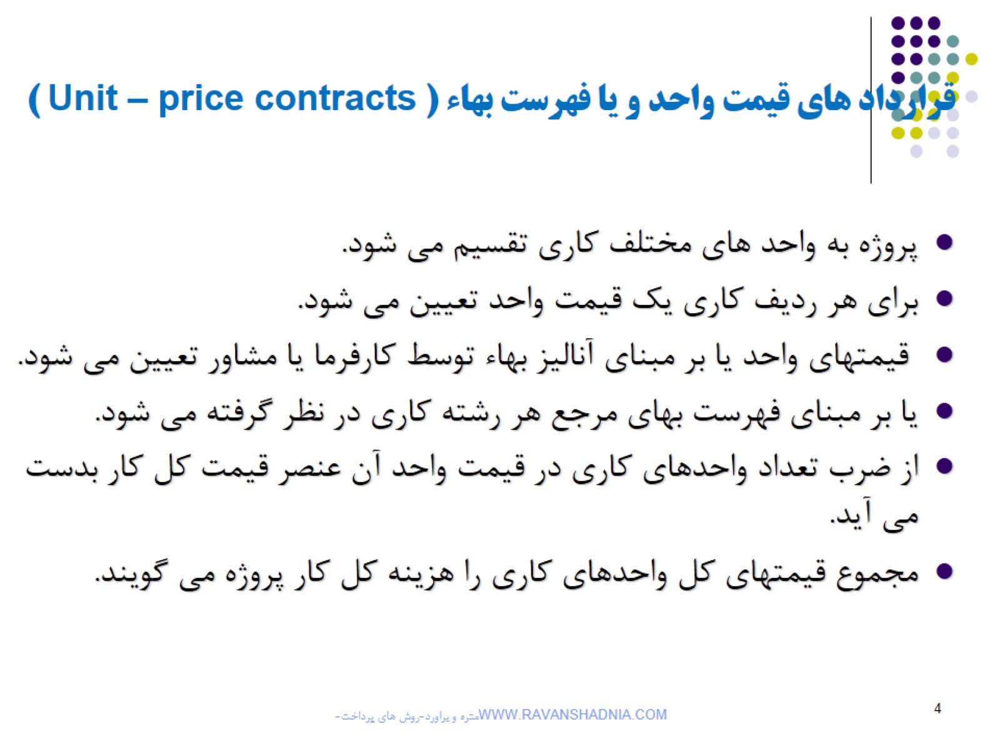 قرارداد های قیمت واحد و یا فهرست بهاء ( Unit – price contracts )
پروژه به واحد های مختلف کاری تقسیم می شود.
برای هر ردیف کاری یک قیمت واحد تعیین می شود.
قیمتهای واحد یا بر مبنای آنالیز بهاء توسط کارفرما یا مشاور تعیین می شود.
یا بر مبنای فهرست بهای مرجع هر رشته کاری در نظر گرفته می شود.
از ضرب تعداد واحدهای کاری در قیمت واحد آن عنصر قیمت کل کار بدست
می آید.
مجموع قیمتهای کل واحدهای کاری را هزینه کل کار پروژه می گویند.
WWW.RAVANSHADNIA.COMمتره و براورد-روش های پرداخت-
4